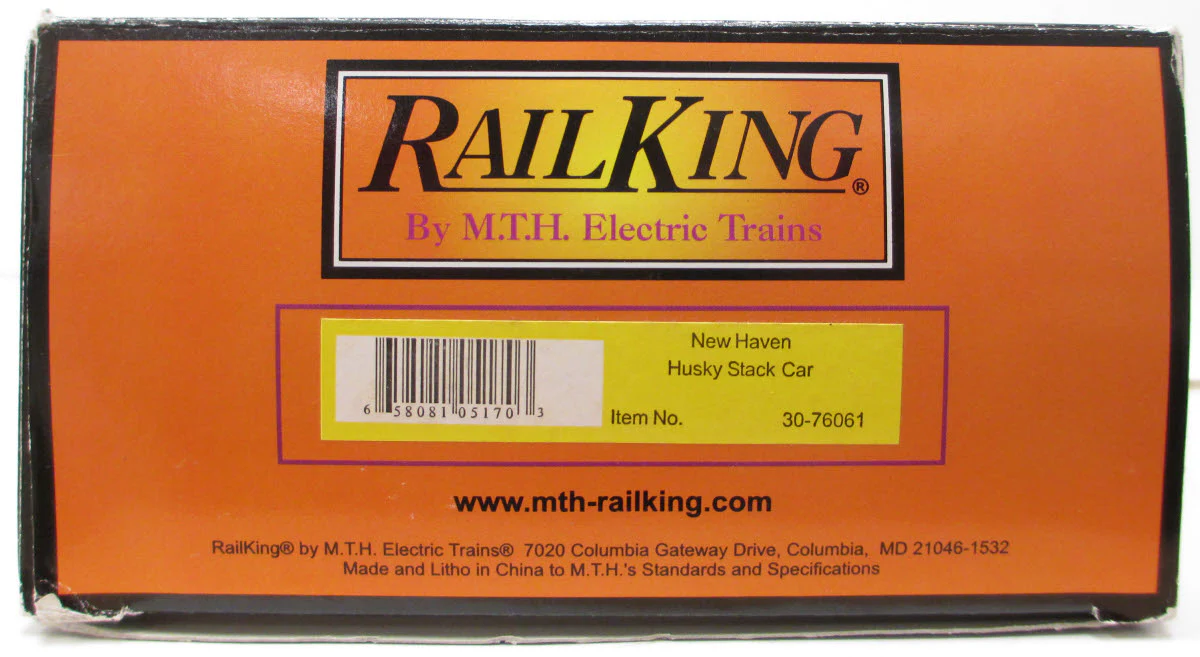 RAILKING®
By M.T.H. Electric Trains
New Haven
Husky Stack Car
6 58081 05170 3
Item No. 30-76061
www.mth-railking.com
RailKing® by M.T.H. Electric Trains® 7020 Columbia Gateway Drive, Columbia, MD 21046-1532
Made and Litho in China to M.T.H.'s Standards and Specifications